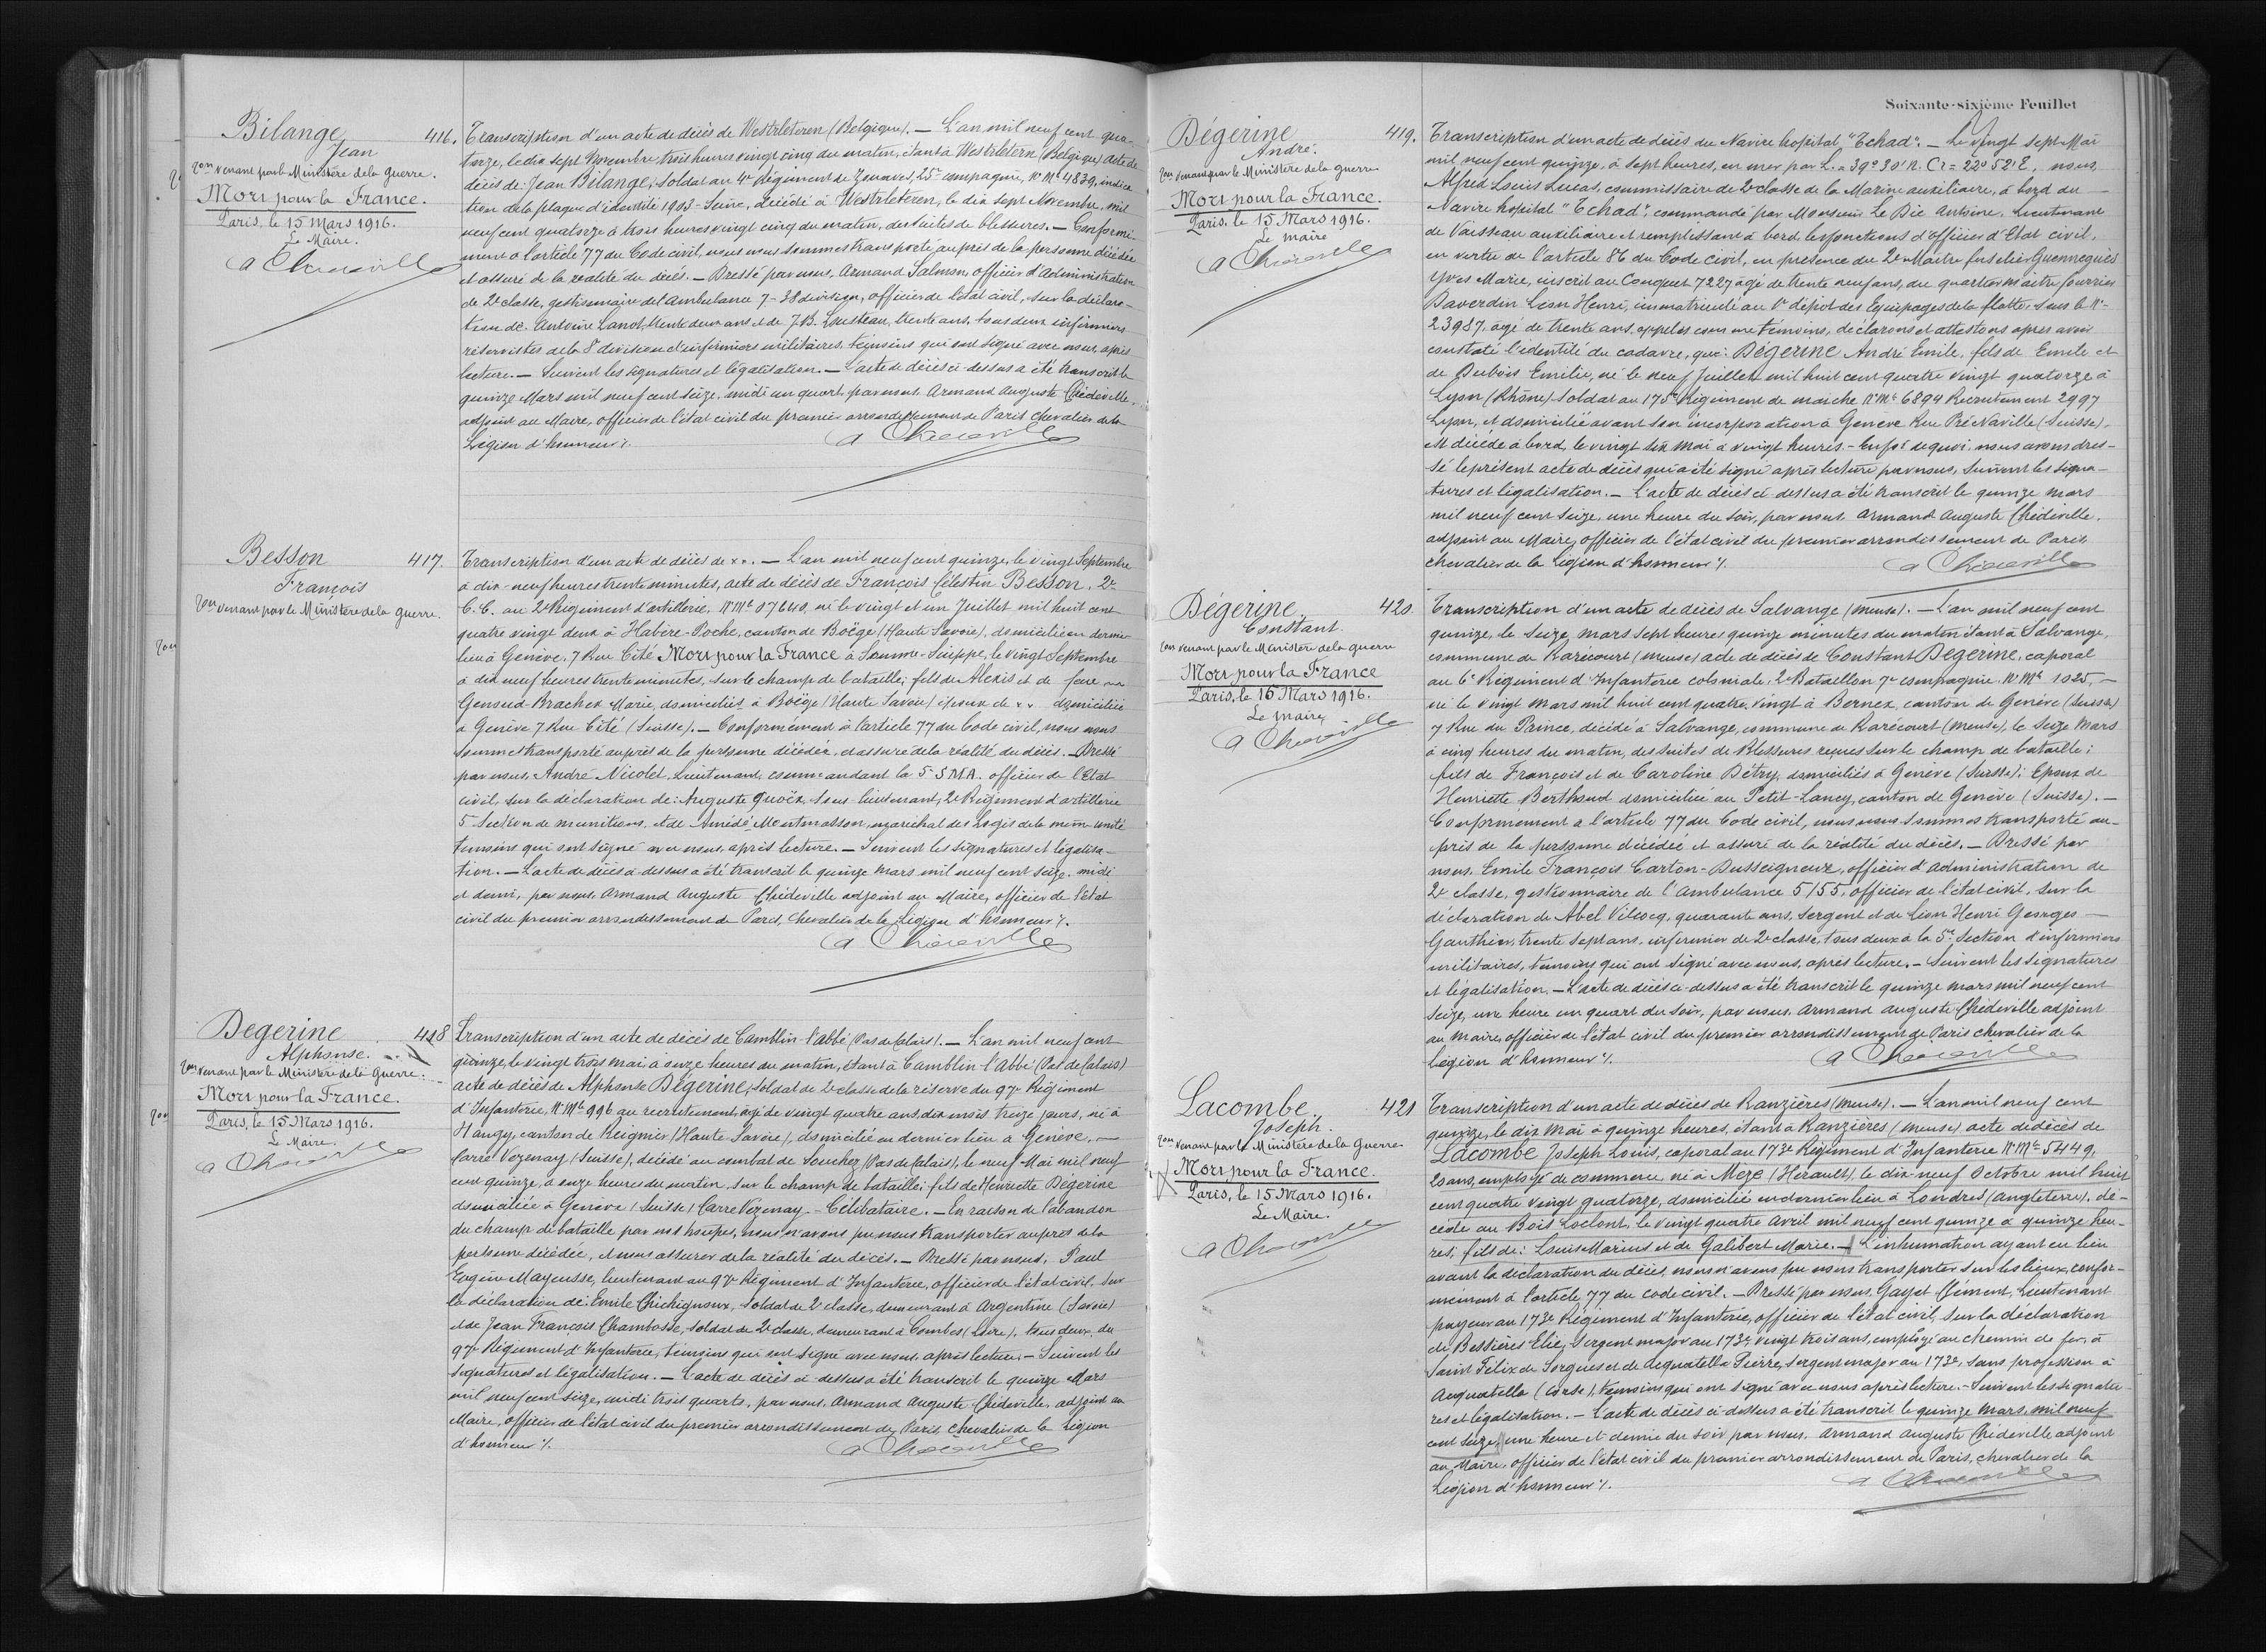 Bilange
Jean
Venant par le Ministère de la guerre.
Mort pour la France.
Paris, le 15 Mars 1916.
Le Maire.
416.
Transcription d'un acte de décès de Westvleteren (Belgique). — L'an mil neuf cent qua-
torze, le dix sept Novembre trois heures vingt cinq du matin, étant à Westvletern (Belgique) acte de
décès de: Jean Bilange, Soldat au 4e Régiment de Zouaves, 25e compagnie, No Mle 4839, indica
tion de la plaque d'identité 1903 - Seine, décédé à Westvleteren, le dix sept Novembre, mil
neuf cent quatorze à trois heures vingt cinq du matin, des suites de blessures. — Conformé-
ment à l'article 77 du Code civil, nous nous sommes transporté auprès de la personne décédée
et assuré de la réalité du décès. — Dressé par nous, Armand Salmon, officier d'administration
de 2e classe, gestionnaire de l'ambulance 7 - 38 division, officier de l'état civil, sur la déclara-
tion de: Antoine Lanot, trente deux ans et de J. B. Lousteau, trente ans, tous deux infirmiers
réservistes de la 8e division d'infirmiers militaires, témoins qui ont signé avec nous, après
lecture. — Suivent les signatures et légalisation. — L'acte de décès ci-dessus a été transcrit le
quinze Mars mil neuf cent seize, midi un quart, par nous, Armand Auguste Chédeville,
adjoint au Maire, officier de l'état civil du premier arrondissement de Paris chevalier de la
Légion d'honneur ./.
Besson
François
Venant par le Ministère de la guerre.
417.
Transcription d'un acte de décès de xx. — L'an mil neuf cent quinze, le vingt Septembre
à dix-neuf heures trente minutes, acte de décès de François Célestin Besson, 2e
C.C. au 2e Régiment d'artillerie, No Mle 07640, né le vingt et un Juillet mil huit cent
quatre vingt deux à Habère-Poche, canton de Boëge (Haute Savoie), domicilié en dernier
lieu à Genève, 7 Rue Cité Mort pour la France à Somme-Suippe, le vingt Septembre
à dix neuf heures trente minutes, sur le champ de bataille; fils de Alexis et de feue
Genoud-Prachex Marie, domiciliés à Boëge (Haute Savoie) époux de xx domiciliée
à Genève 7 Rue Cité (Suisse). — Conformément à l'article 77 du Code civil, nous nous
sommes transporté auprès de la personne décédée, et assuré de la réalité du décès. — Dressé
par nous, André Nicolet, Lieutenant, commandant la 5 S.M.A. officier de l'Etat
civil, sur la déclaration de: Auguste Quoëx, sous lieutenant, 2e Régiment d'artillerie
5 Section de munitions, et de Amédé Montmasson, maréchal des Logis de la même unité
témoins qui ont signé avec nous, après lecture. — Suivent les signatures et légalisa-
tion. — L'acte de décès ci-dessus a été transcrit le quinze Mars mil neuf cent seize, midi
et demi, par nous, Armand Auguste Chédeville adjoint au Maire, officier de l'état
civil du premier arrondissement de Paris, Chevalier de la Légion d'honneur ./.
Degerine
Alphonse.
Venant par le Ministère de la Guerre.
Mort pour la France.
Paris, le 15 Mars 1916.
Le Maire.
418
Transcription d'un acte de décès de Camblin-l'abbé (Pas de Calais). — L'an mil neuf cent
quinze, le vingt trois mai, à onze heures du matin, étant à Camblin-l'Abbé (Pas de Calais)
acte de décès de Alphonse Dégerine, Soldat de 2e classe de la réserve du 97e Régiment
d'Infanterie, No Mle 996 au recrutement, âgé de vingt quatre ans, dix mois, treize jours, né à
Nangy, canton de Reignier (Haute-Savoie), domicilié en dernier lieu à Genève,
Carré Vezenay (Suisse), décédé au combat de Souchez (Pas de Calais), le neuf Mai mil neuf
cent quinze, à onze heures du matin, sur le champ de bataille; fils de Henriette Degerine
domiciliée à Genève (Suisse) Carré Vezenay. - Célibataire. — En raison de l'abandon
du champ de bataille par nos troupes, nous n'avons pu nous transporter auprès de la
personne décédée, et nous assurer de la réalité du décès. — Dressé par nous, Paul
Eugène Mayeusse, lieutenant au 97e Régiment d'Infanterie, officier de l'état civil, sur
la déclaration de: Emile Chichignoux, soldat de 2e classe, demeurant à Argentine (Savoie)
et de Jean François Chambosse, soldat de 2e classe, demeurant à Combes (Loire), tous deux, du
97e Régiment d'Infanterie, témoins qui ont signé avec nous, après lecture. — Suivent les
signatures et légalisation. — L'acte de décès ci-dessus a été transcrit le quinze Mars
mil neuf cent seize, midi trois quarts, par nous, Armand Auguste Chédeville, adjoint au
Maire, officier de l'état civil du premier arrondissement de Paris, chevalier de la Légion
d'honneur ./.
Soixante-sixième Feuillet
Dégerine
André.
Venant par le Ministère de la guerre
Mort pour la France.
Paris, le 15 Mars 1916.
Le maire
419.
Transcription d'un acte de décès du Navire hopital, "Tchad". — Le vingt sept Mai
mil neuf cent quinze, à sept heures, en mer par L = 39° 30' N. Cr = 22° 52' E, nous,
Alfred Louis Lucas, commissaire de 2e classe de la Marine auxiliaire, à bord du
Navire hopital "Tchad", commandé par Monsieur Le Bic Antoine, Lieutenant
de Vaisseau auxiliaire et remplissant à bord, les fonctions d'officier d'Etat civil,
en vertu de l'article 86 du Code civil, en présence du 2e Maître fusilier Guennegués
Yves Marie, inscrit au Conquet 7227 âgé de trente neuf ans, du quartier maître fourrier
Daverdin Léon Henri, immatriculé au 1er dépôt des Equipages de la flotte, sous le No
23987, âgé de trente ans, appelés comme témoins, déclarons et attestons après avoir
constaté l'identité du cadavre, que: Dégerine André Emile, fils de Emile et
de Dubois Emilie, né le neuf Juillet mil huit cent quatre vingt quatorze à
Lyon (Rhône) Soldat au 175e Régiment de marche No Mle 6894 Recrutement 2997
Lyon, et domicilié avant son incorporation à Genève Rue Pré Naville (Suisse),
est décédé à bord, le vingt six mai à vingt heures. - En foi de quoi, nous avons dres-
sé le présent acte de décès qui a été signé après lecture par nous, suivent les signa-
tures et légalisation. — L'acte de décès ci-dessus a été transcrit le quinze mars
mil neuf cent seize, une heure du soir, par nous, Armand Auguste Chédeville,
adjoint au Maire, officier de l'état civil du premier arrondissement de Paris,
chevalier de la Légion d'honneur ./.
Dégerine
Constant.
Venant par le Ministère de la guerre
Mort pour la France
Paris, le 16 Mars 1916.
Le maire
420.
Transcription d'un acte de décès de Salvange (Meuse). — L'an mil neuf cent
quinze, le seize mars sept heures quinze minutes du matin étant à Salvange,
commune de Rarécourt (Meuse) acte de décès de Constant Dégerine, caporal
au 6e Régiment d'Infanterie coloniale, 2e Bataillon 7e compagnie, No Mle 1025, —
né le vingt mars mil huit cent quatre vingt à Bernex, canton de Genève (Suisse)
7 Rue du Prince, décédé à Salvange, commune de Rarécourt (Meuse), le seize Mars
à cinq heures du matin, des suites de Blessures reçues sur le champ de bataille;
fils de François et de Caroline Détry, domiciliés à Genève (Suisse); Epoux de
Henriette Berthoud domiciliée au Petit-Lancy, canton de Genève (Suisse). —
Conformément à l'article 77 du Code civil, nous nous sommes transporté au-
près de la personne décédée et assuré de la réalité du décès. — Dressé par
nous, Emile François Carton-Dusseigneur, officier d'administration de
2e classe, gestionnaire de l'Ambulance 5/55, officier de l'état civil, sur la
déclaration de Abel Vilcocq, quarante ans, sergent et de Léon Henri Georges —
Gauthier, trente sept ans, infirmier de 2e classe, tous deux à la 5e Section d'infirmiers
militaires, témoins qui ont signé avec nous, après lecture. — Suivent les signatures
et légalisation. — L'acte de décès ci-dessus a été transcrit le quinze mars mil neuf cent
seize, une heure un quart du soir, par nous, Armand Auguste Chédeville adjoint
au Maire, officier de l'état civil du premier arrondissement de Paris chevalier de la
Légion d'honneur ./.
Lacombe
Joseph.
Venant par le Ministère de la Guerre
Mort pour la France.
Paris, le 15 Mars 1916.
Le Maire.
421
Transcription d'un acte de décès de Ranzières (Meuse). — L'an mil neuf cent
quinze, le dix Mai à quinze heures, étant à Ranzières (Meuse) acte de décès de
Lacombe Joseph Louis, caporal au 173e Régiment d'Infanterie No Mle 5449,
20 ans, employé de commerce, né à Mèze (Hérault), le dix-neuf Octobre mil huit
cent quatre vingt quatorze, domicilié en dernier lieu à Londres (Angleterre), dé-
cédé au Bois Loclont, le vingt quatre Avril mil neuf cent quinze à quinze heu-
res, fils de: Louis Marius et de Galibert Marie. — L'inhumation ayant eu lieu
avant la déclaration du décès, nous n'avons pu nous transporter sur les lieux, confor-
mément à l'article 77 du code civil. — Dressé par nous, Gayet Clément, Lieutenant
payeur au 173e Régiment d'Infanterie, officier de l'état civil, sur la déclaration
de Bessières Elie, Sergent major au 173e, vingt trois ans, employé au chemin de fer, à
Saint Félix de Sorgues et de Acquatella Pierre, Sergent major au 173e, sans profession à
Acquatella (Corse), témoins qui ont signé avec nous après lecture. - Suivent les signatu-
res et légalisation. — L'acte de décès ci-dessus a été transcrit le quinze Mars, mil neuf
cent seize, une heure et demie du soir par nous, Armand Auguste Chédeville adjoint
au Maire, officier de l'état civil du premier arrondissement de Paris, chevalier de la
Légion d'honneur ./.